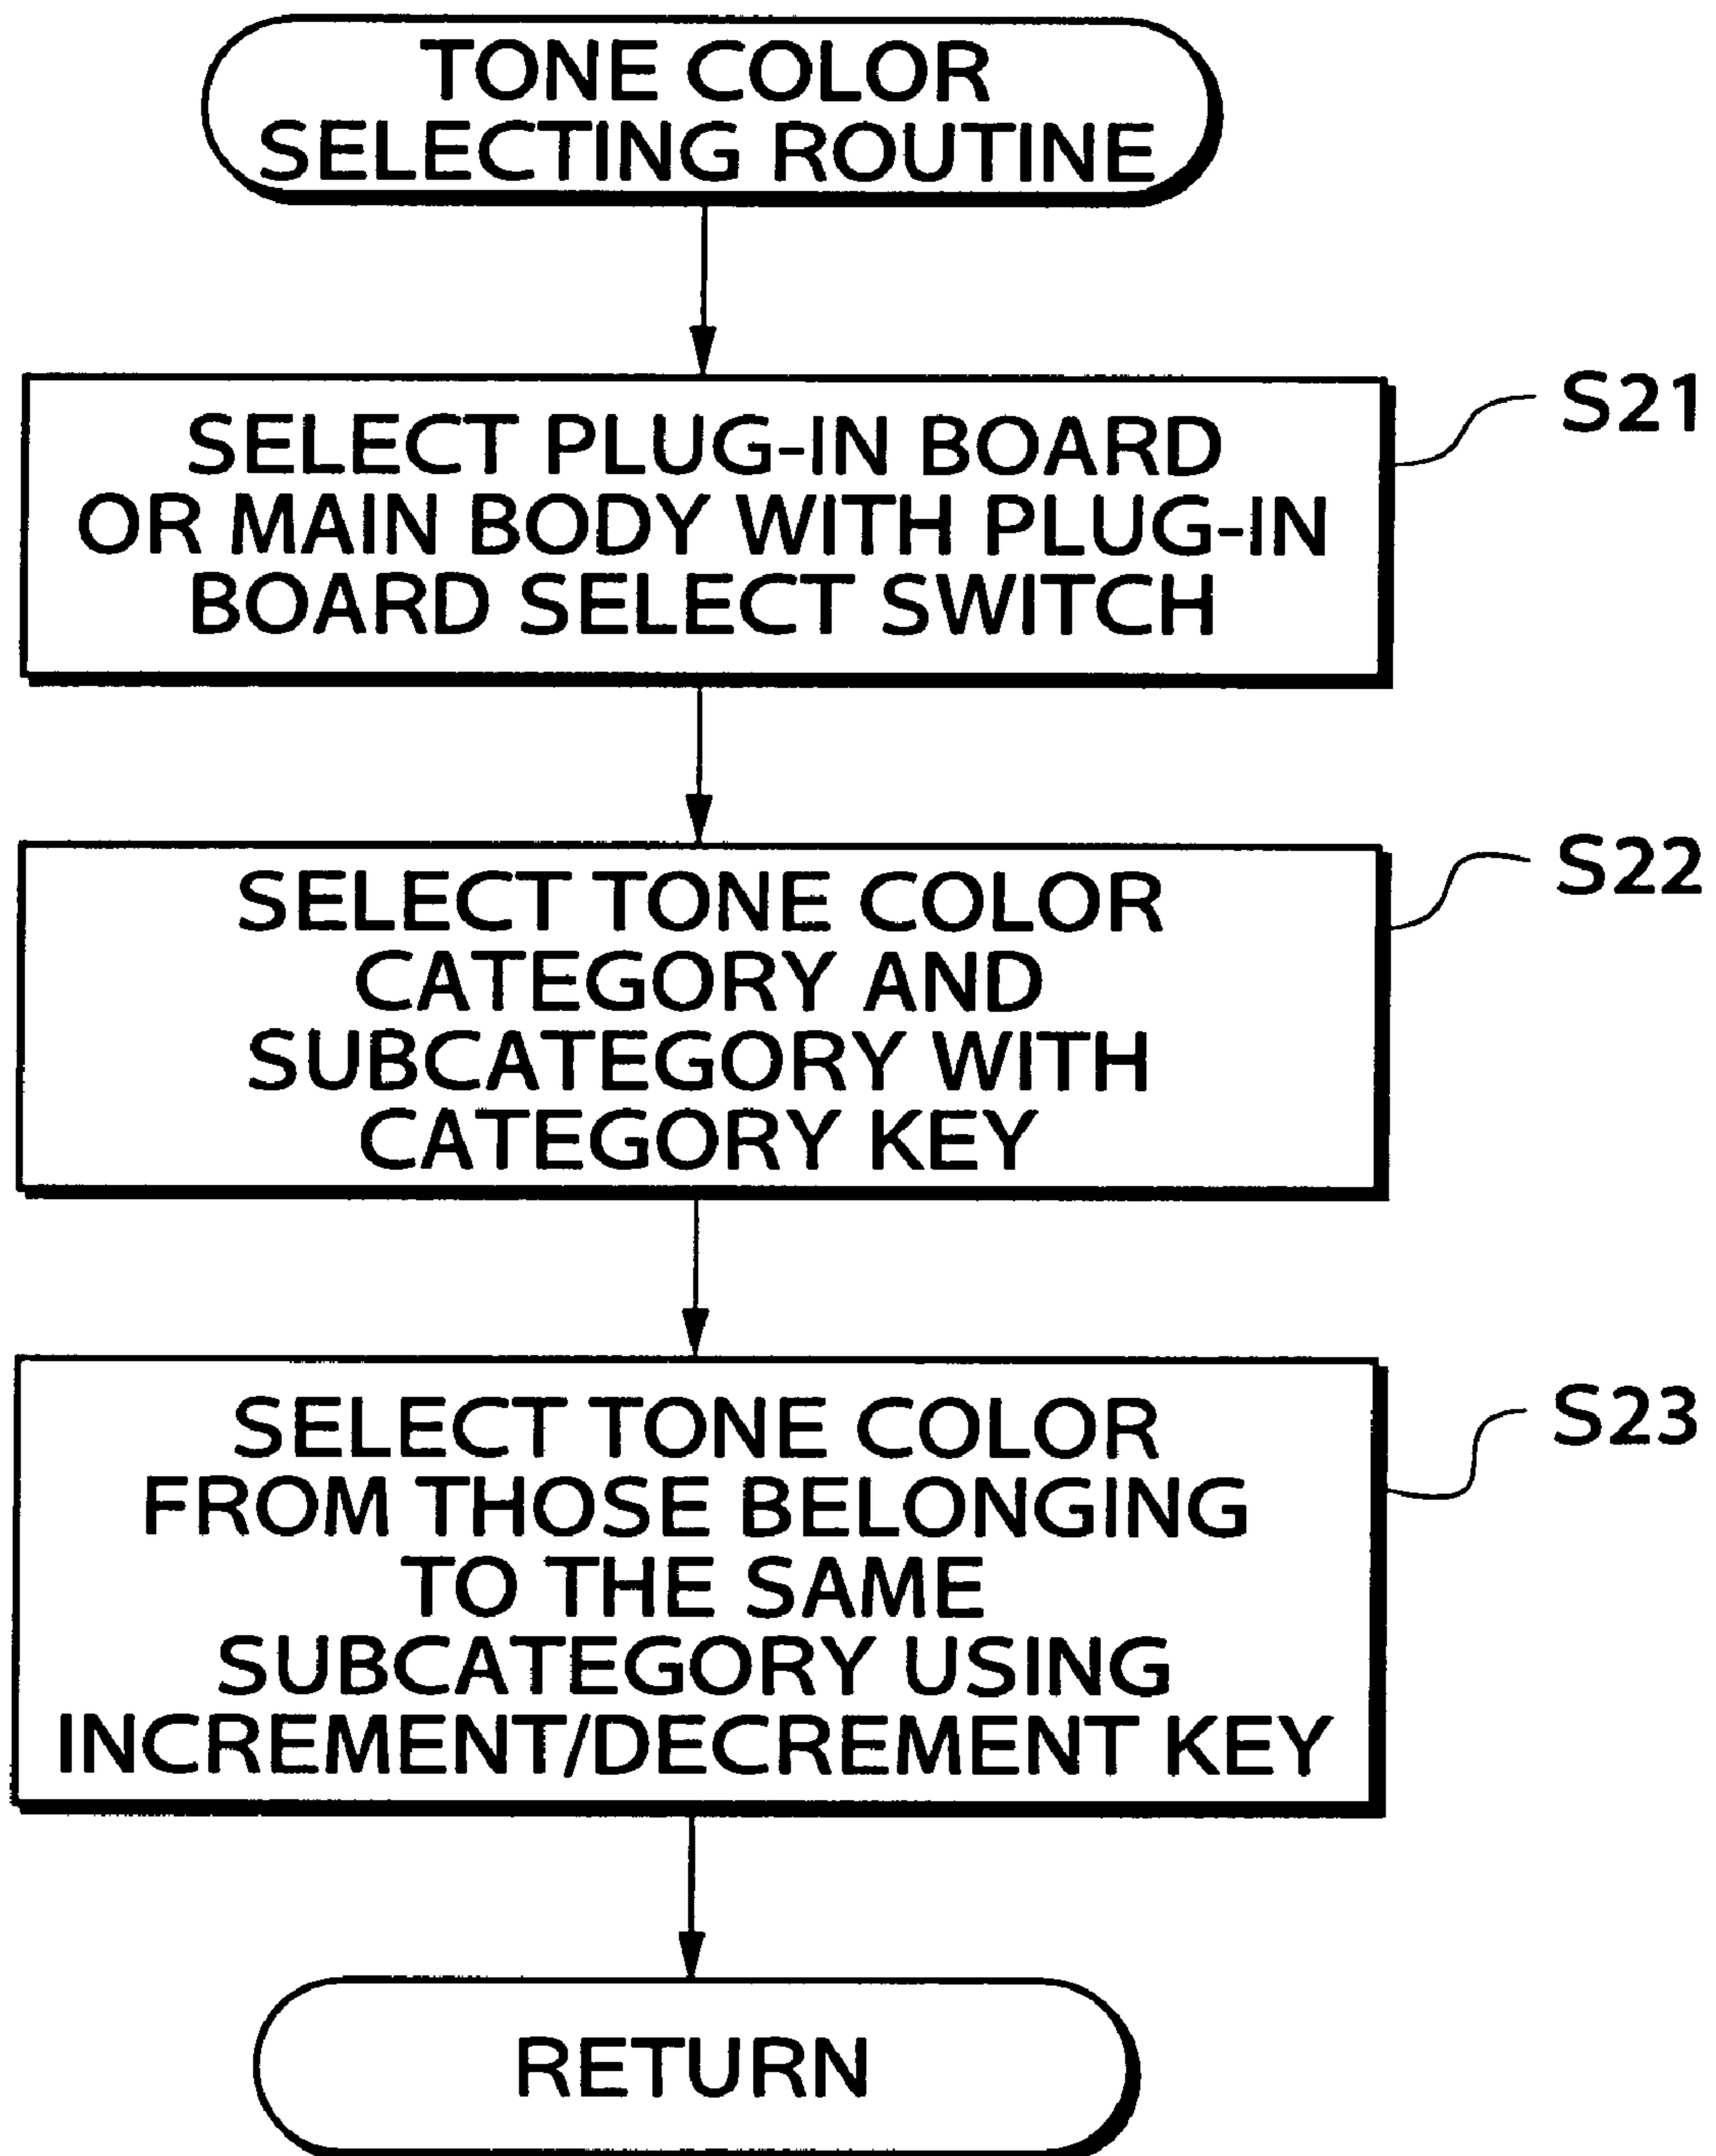 TONE COLOR
SELECTING ROUTINE
SELECT PLUG-IN BOARD
OR MAIN BODY WITH PLUG-IN
BOARD SELECT SWITCH
S21
SELECT TONE COLOR
CATEGORY AND
SUBCATEGORY WITH
CATEGORY KEY
S22
SELECT TONE COLOR
FROM THOSE BELONGING
TO THE SAME
SUBCATEGORY USING
INCREMENT/DECREMENT KEY
S23
RETURN